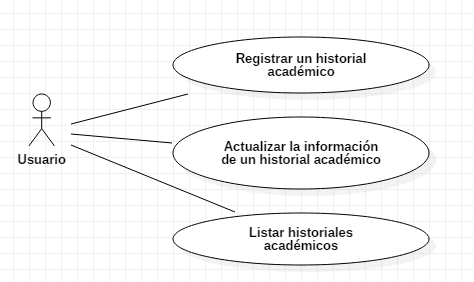 Registrar un historial
académico
Usuario
Actualizar la información
de un historial académico
Listar historiales
académicos